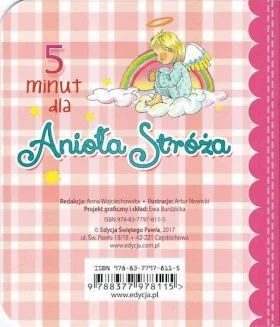 5
minut
dla
Anioła Stróża
Redakcja: Anna Wojciechowska • Ilustracje: Artur Nowicki
Projekt graficzny i skład: Ewa Burdzicka
ISBN 978-83-7797-811-5
© Edycja Świętego Pawła, 2017
ul. Św. Pawła 13/15 • 42-221 Częstochowa
www.edycja.com.pl
ISBN 978-83-7797-811-5
9 788377 978115 >
www.edycja.pl